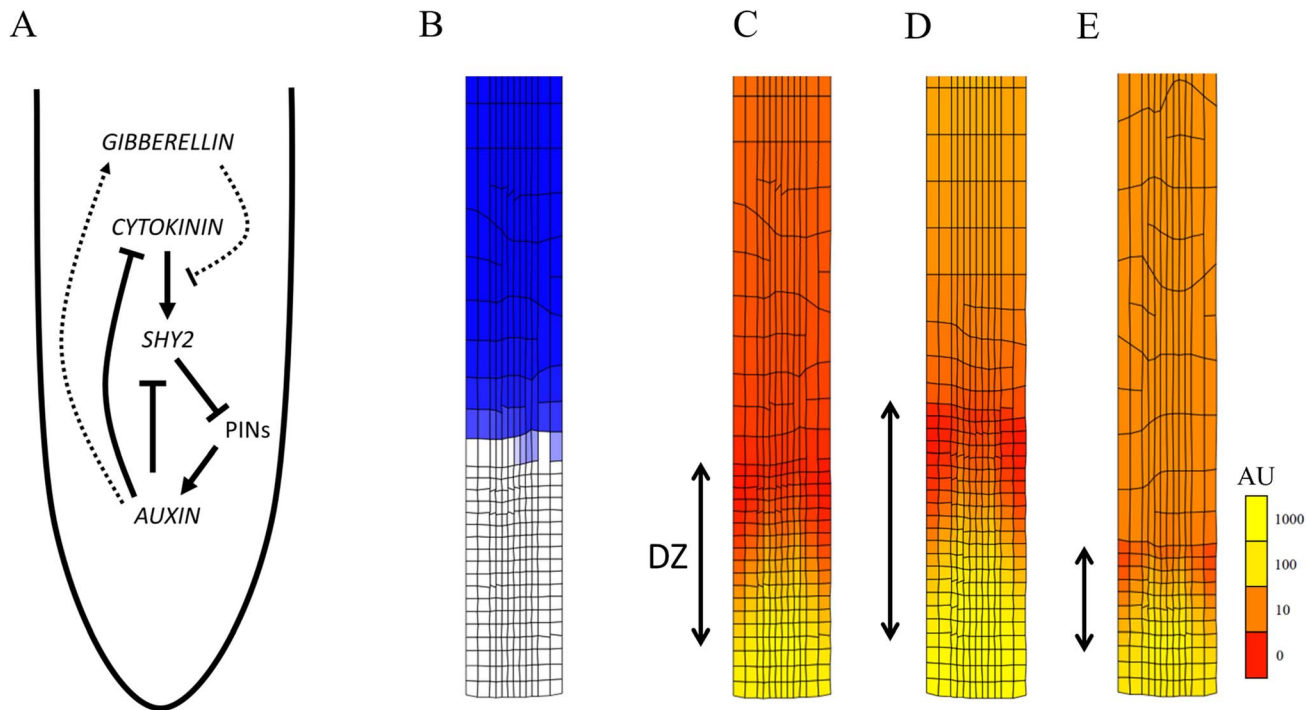 A
B
C
D
E
GIBBERELLIN
CYTOKININ
SHY2
PINs
AUXIN
DZ
AU
1000
100
10
0